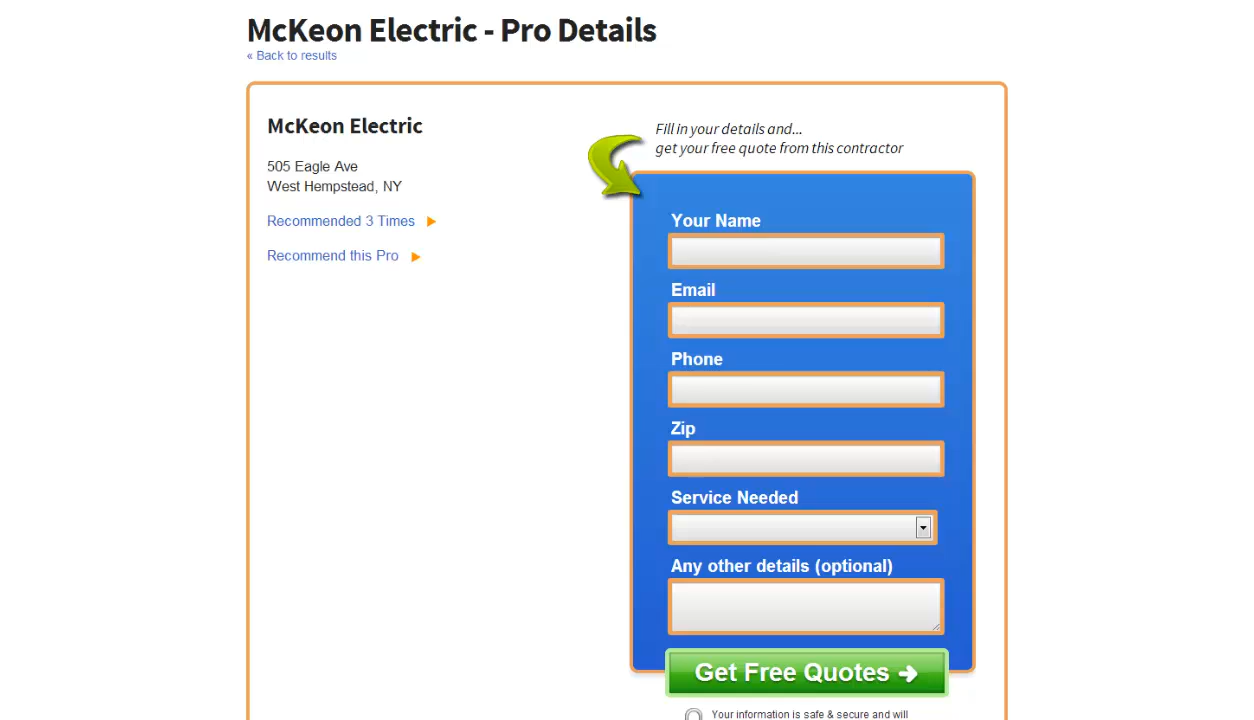 McKeon Electric - Pro Details
« Back to results
McKeon Electric
505 Eagle Ave
West Hempstead, NY
Recommended 3 Times
Recommend this Pro
Fill in your details and...
get your free quote from this contractor
Your Name
Email
Phone
Zip
Service Needed
Any other details (optional)
Get Free Quotes
Your information is safe & secure and will